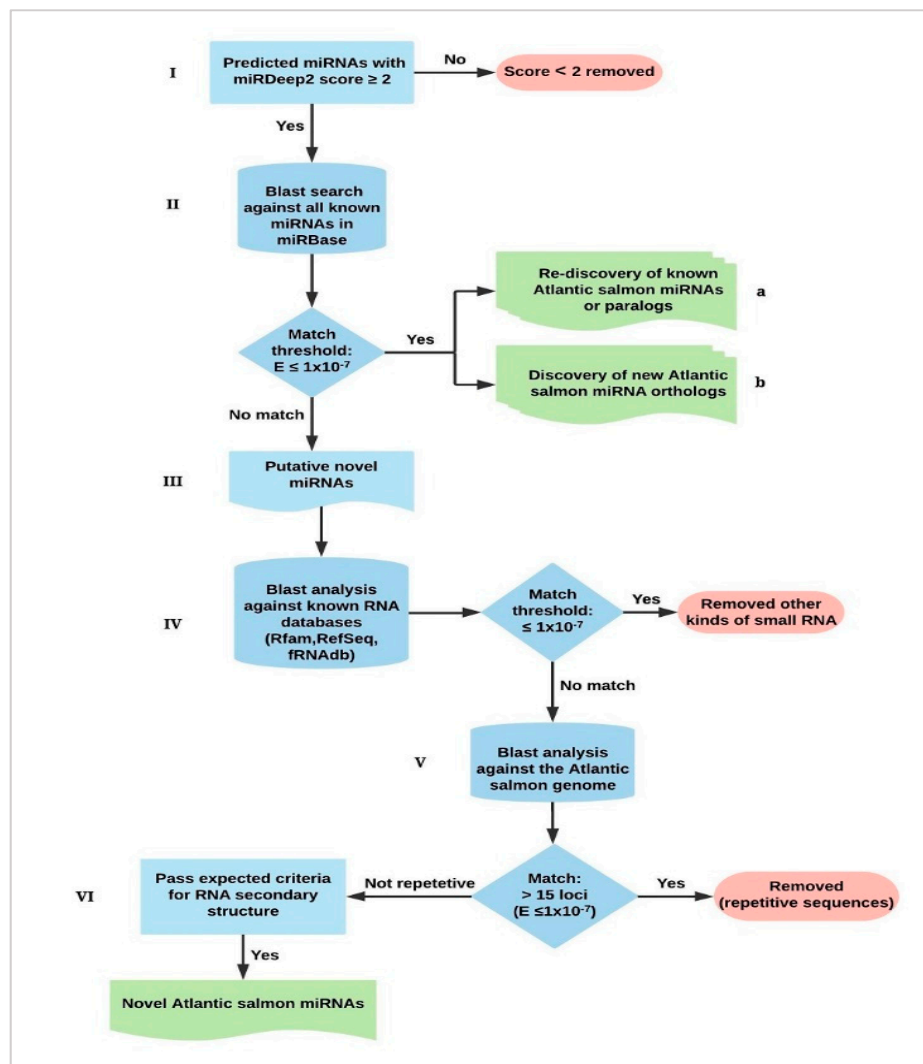 I
Predicted miRNAs with
miRDeep2 score ≥ 2
No
Score < 2 removed
Yes
II
Blast search
against all known
miRNAs in
miRBase
Re-discovery of known
Atlantic salmon miRNAs
or paralogs
a
Match
threshold:
E ≤ 1x10⁻⁷
Yes
Discovery of new Atlantic
salmon miRNA orthologs
b
No match
III
Putative novel
miRNAs
IV
Blast analysis
against known RNA
databases
(Rfam,RefSeq,
fRNAdb)
Match
threshold:
≤ 1x10⁻⁷
Yes
Removed other
kinds of small RNA
No match
V
Blast analysis
against the Atlantic
salmon genome
VI
Pass expected criteria
for RNA secondary
structure
Not repetetive
Match:
> 15 loci
(E ≤1x10⁻⁷)
Yes
Removed
(repetitive sequences)
Yes
Novel Atlantic salmon miRNAs